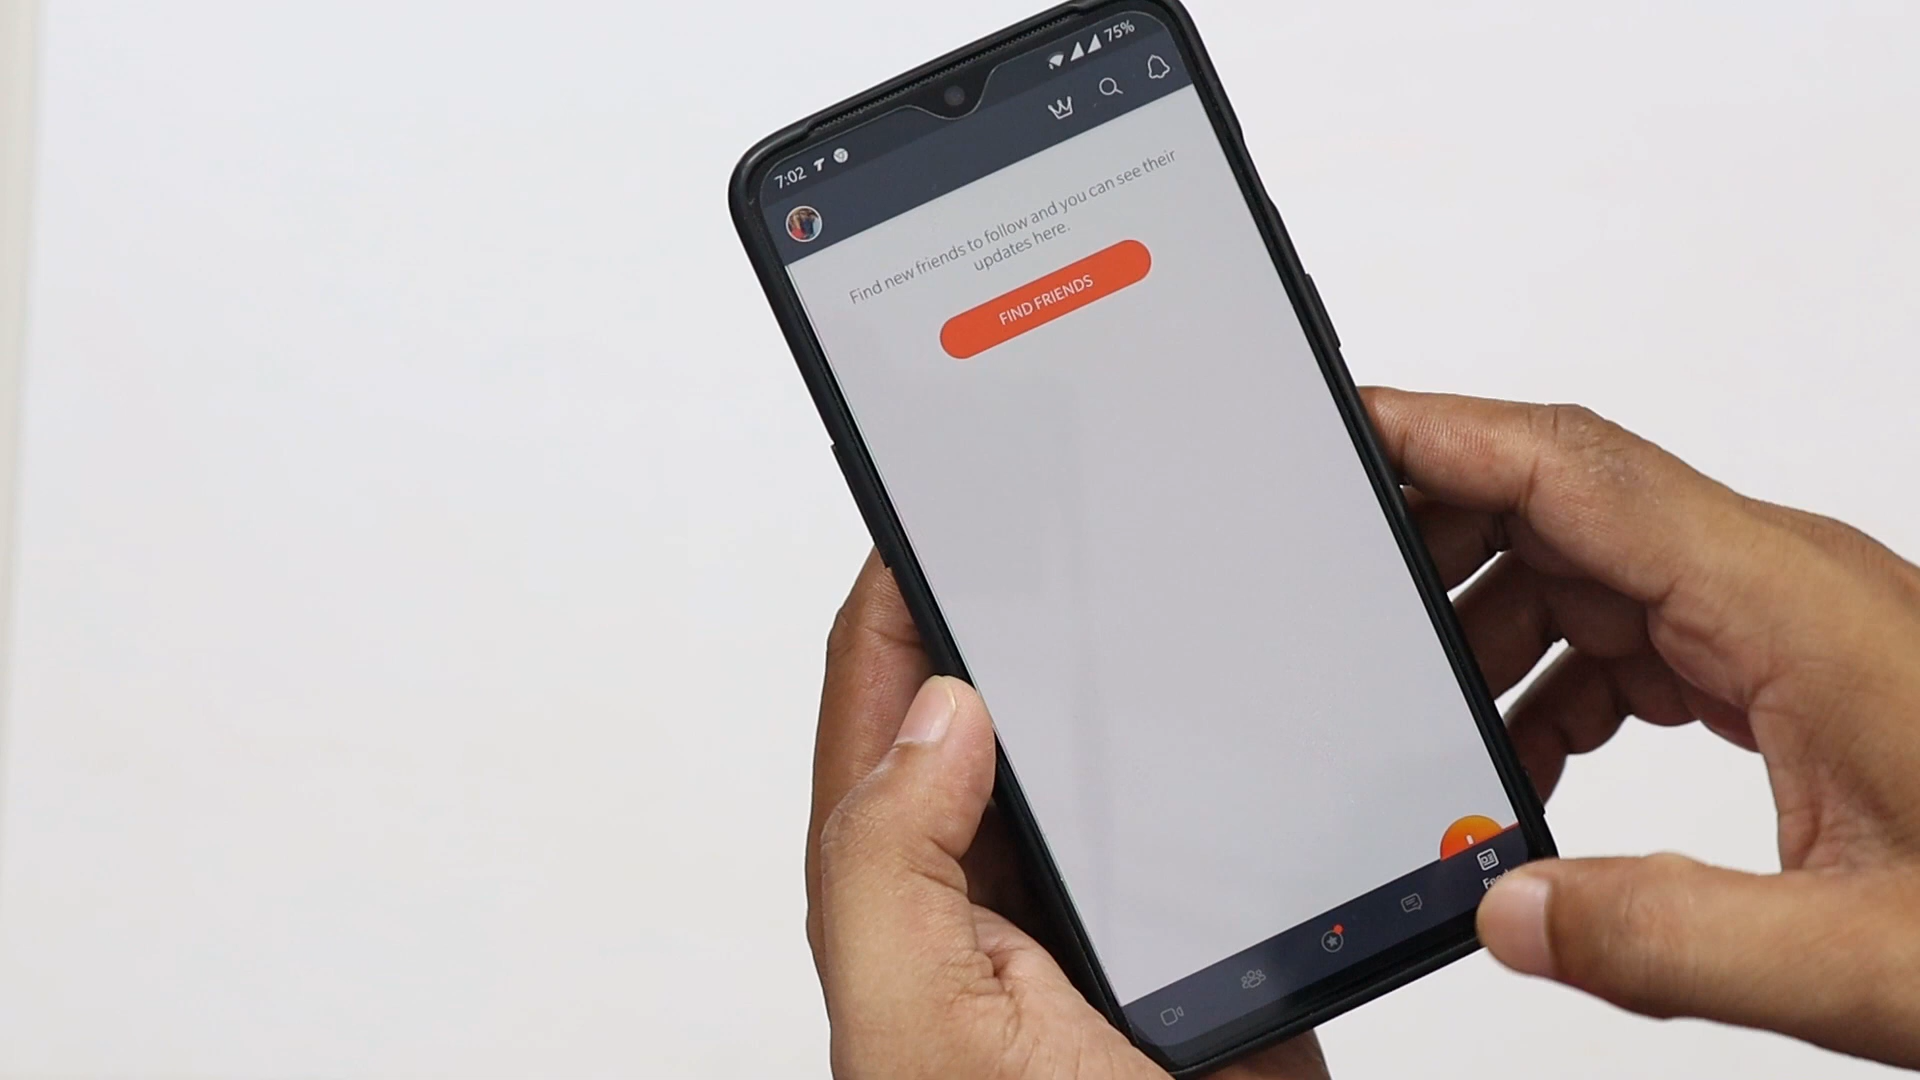 75%
7:02
Find new friends to follow and you can see their
updates here.
FIND FRIENDS